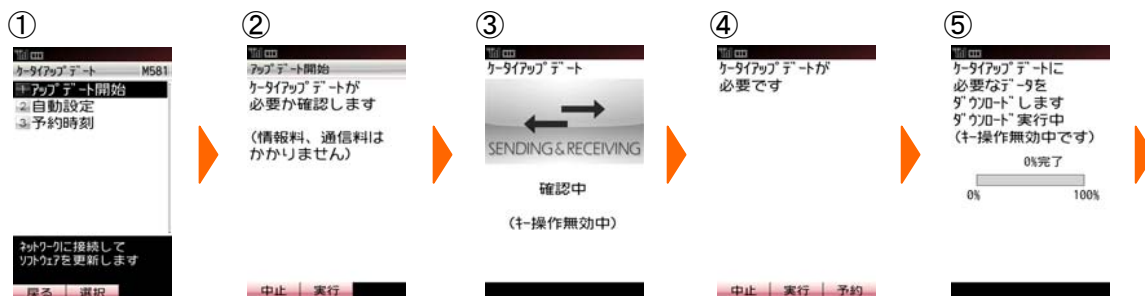 ①
ｹｰﾀｲｱｯﾌﾟﾃﾞｰﾄ M581
1 ｱｯﾌﾟﾃﾞｰﾄ開始
2 自動設定
3 予約時刻
ﾈｯﾄﾜｰｸに接続して
ｿﾌﾄｳｪｱを更新します
戻る 選択
②
ｱｯﾌﾟﾃﾞｰﾄ開始
ｹｰﾀｲｱｯﾌﾟﾃﾞｰﾄが
必要か確認します
(情報料、通信料は
かかりません)
中止 実行
③
ｹｰﾀｲｱｯﾌﾟﾃﾞｰﾄ
SENDING & RECEIVING
確認中
(ｷｰ操作無効中)
④
ｹｰﾀｲｱｯﾌﾟﾃﾞｰﾄが
必要です
中止 実行 予約
⑤
ｹｰﾀｲｱｯﾌﾟﾃﾞｰﾄに
必要なﾃﾞｰﾀを
ﾀﾞｳﾝﾛｰﾄﾞします
ﾀﾞｳﾝﾛｰﾄﾞ実行中
(ｷｰ操作無効中です)
0%完了
0% 100%